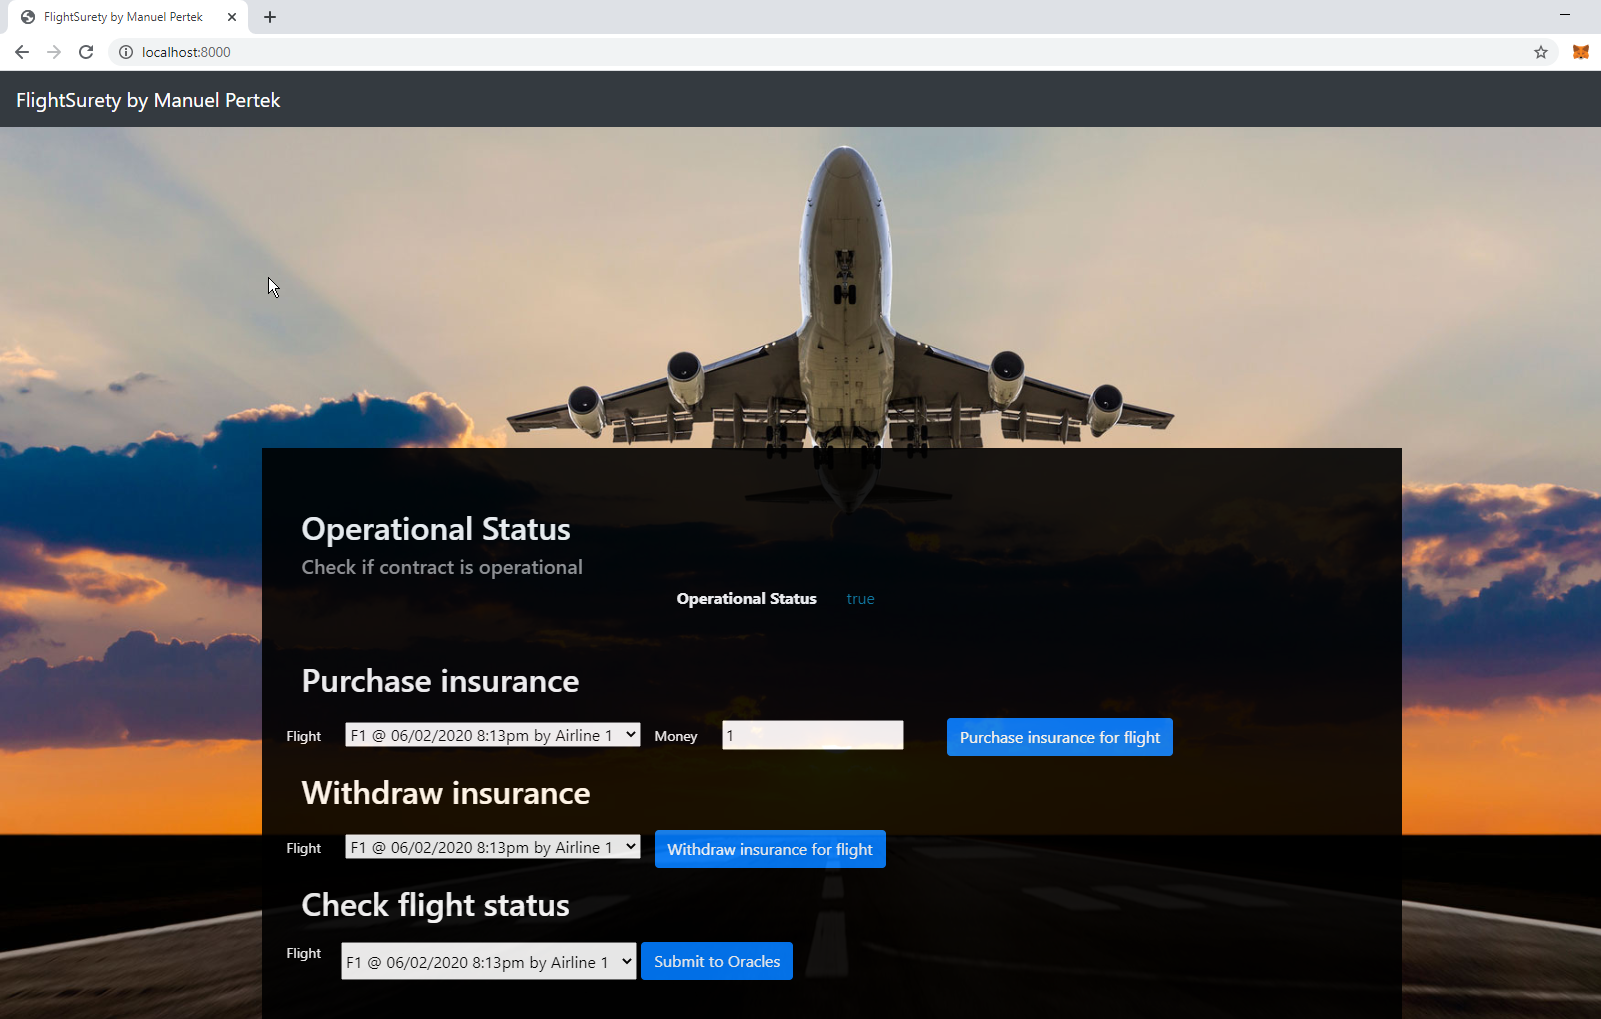 FlightSurety by Manuel Pertek
localhost:8000
FlightSurety by Manuel Pertek
Operational Status
Check if contract is operational
Operational Status true
Purchase insurance
Flight F1 @ 06/02/2020 8:13pm by Airline 1 Money 1 Purchase insurance for flight
Withdraw insurance
Flight F1 @ 06/02/2020 8:13pm by Airline 1 Withdraw insurance for flight
Check flight status
Flight F1 @ 06/02/2020 8:13pm by Airline 1 Submit to Oracles